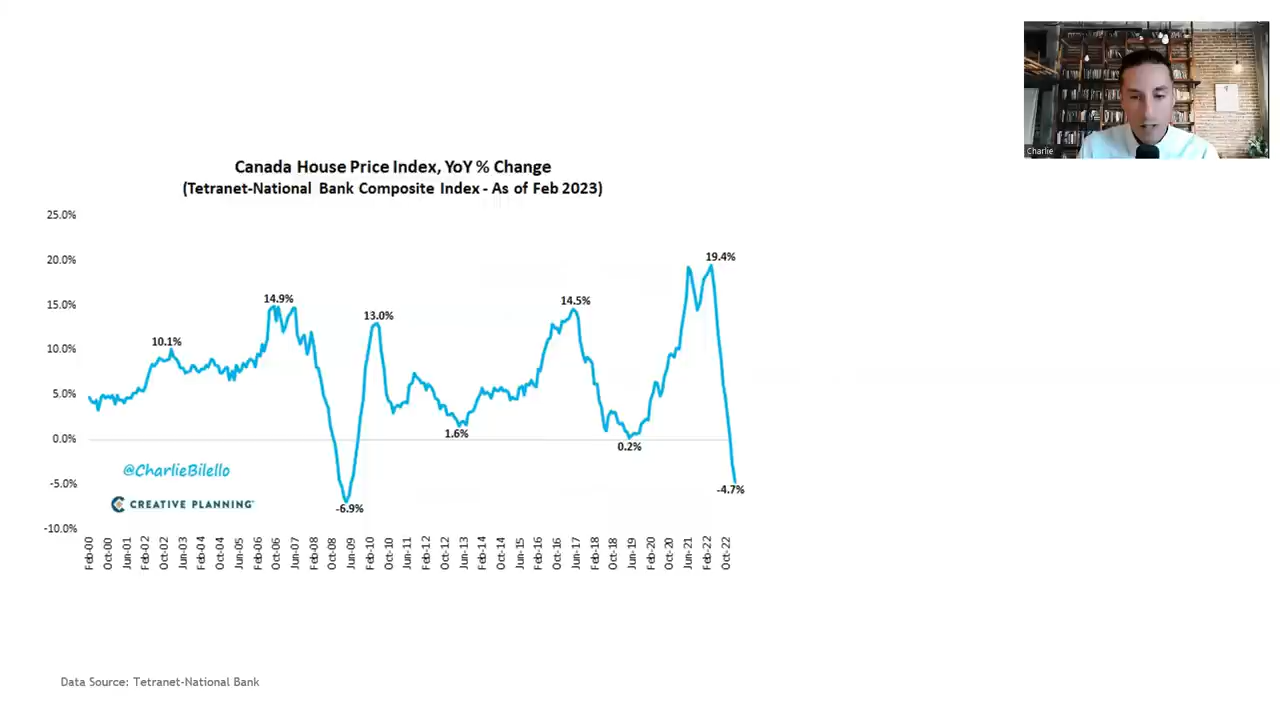 Charlie
Canada House Price Index, YoY % Change
(Tetranet-National Bank Composite Index - As of Feb 2023)
25.0%
20.0%
15.0%
10.0%
5.0%
0.0%
-5.0%
-10.0%
10.1%
14.9%
-6.9%
13.0%
1.6%
14.5%
0.2%
19.4%
-4.7%
@CharlieBilello
CREATIVE PLANNING
Feb-00
Oct-00
Jun-01
Feb-02
Oct-02
Jun-03
Feb-04
Oct-04
Jun-05
Feb-06
Oct-06
Jun-07
Feb-08
Oct-08
Jun-09
Feb-10
Oct-10
Jun-11
Feb-12
Oct-12
Jun-13
Feb-14
Oct-14
Jun-15
Feb-16
Oct-16
Jun-17
Feb-18
Oct-18
Jun-19
Feb-20
Oct-20
Jun-21
Feb-22
Oct-22
Data Source: Tetranet-National Bank